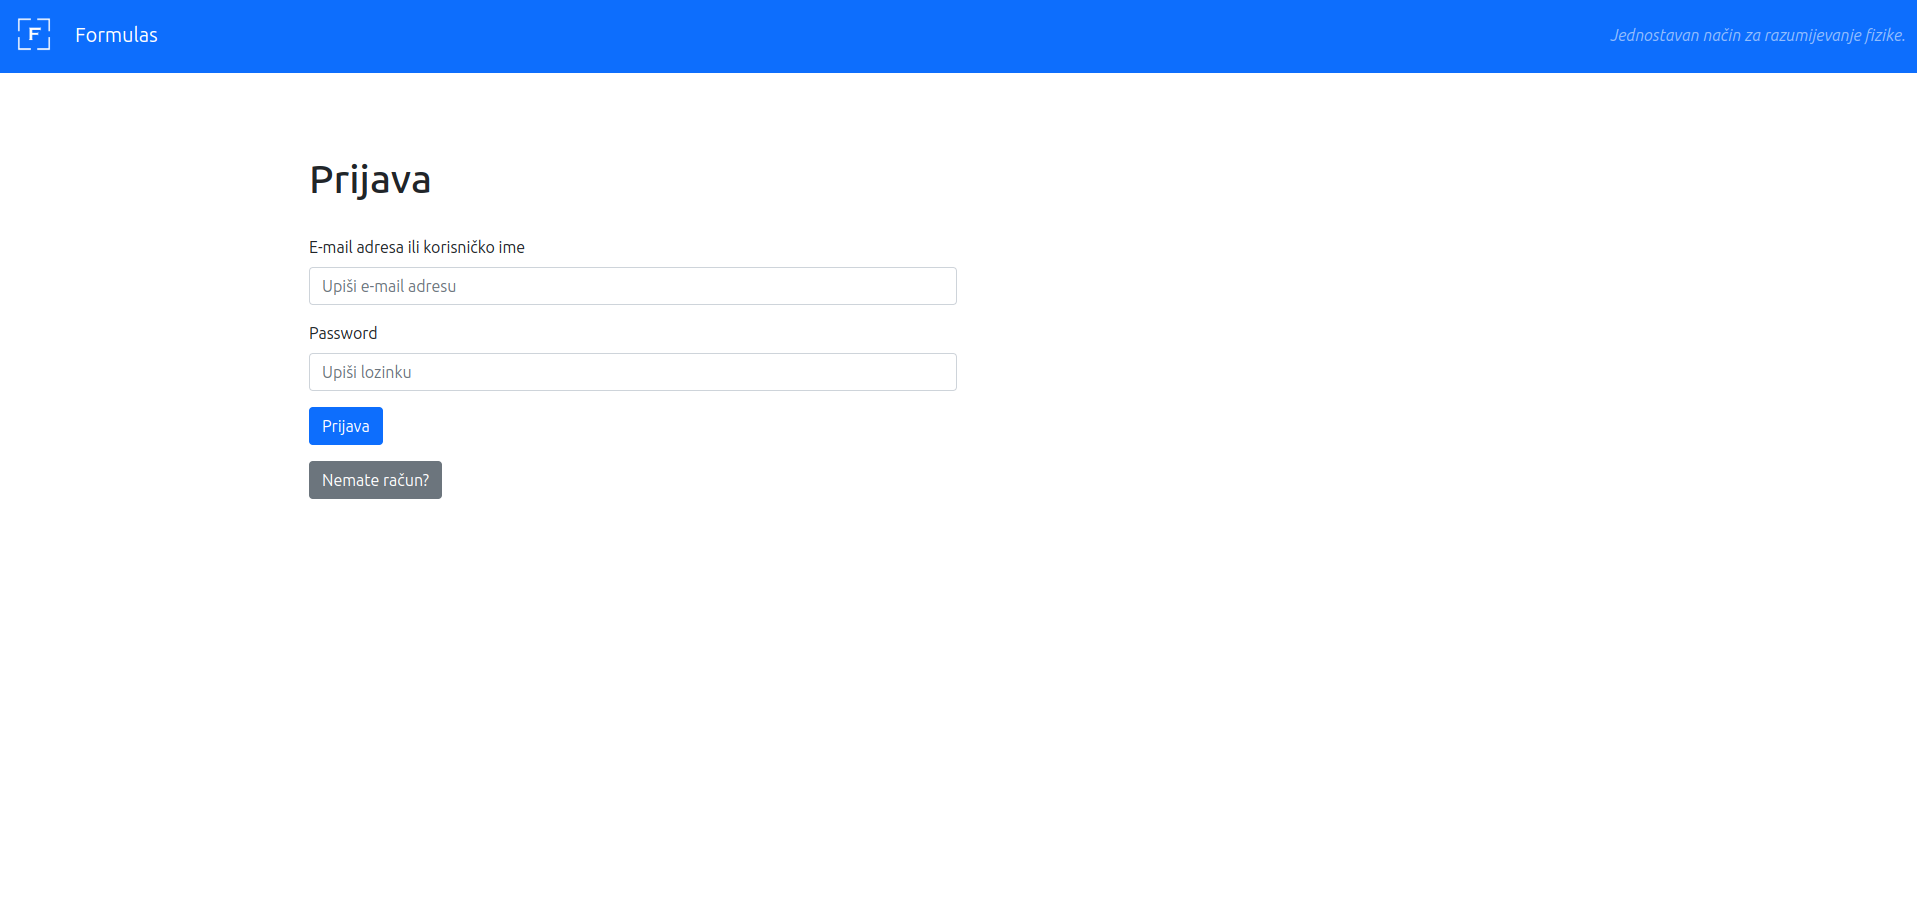 F Formulas
Jednostavan način za razumijevanje fizike.
Prijava
E-mail adresa ili korisničko ime
Upiši e-mail adresu
Password
Upiši lozinku
Prijava
Nemate račun?